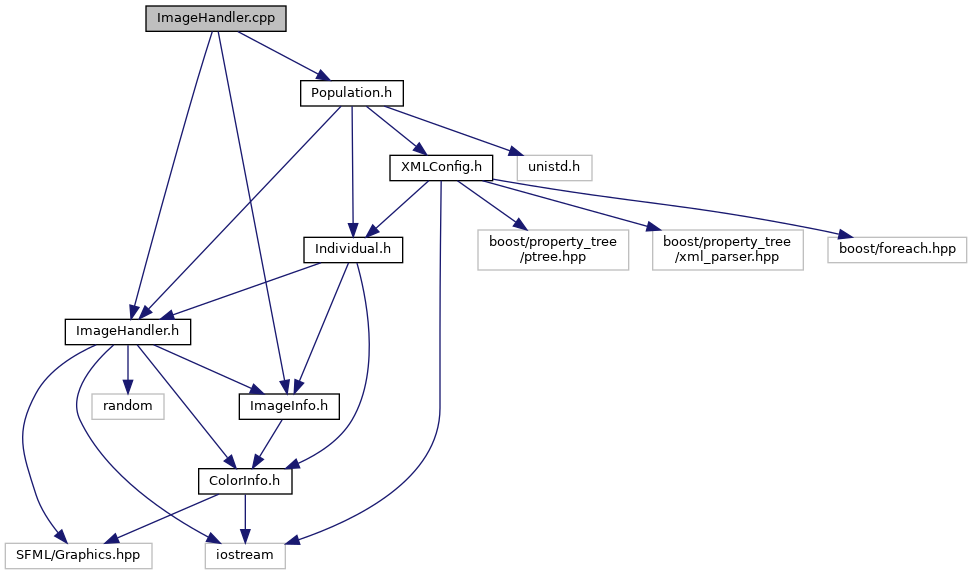 ImageHandler.cpp
Population.h
XMLConfig.h
unistd.h
Individual.h
boost/property_tree
/ptree.hpp
boost/property_tree
/xml_parser.hpp
boost/foreach.hpp
ImageHandler.h
random
ImageInfo.h
ColorInfo.h
SFML/Graphics.hpp
iostream